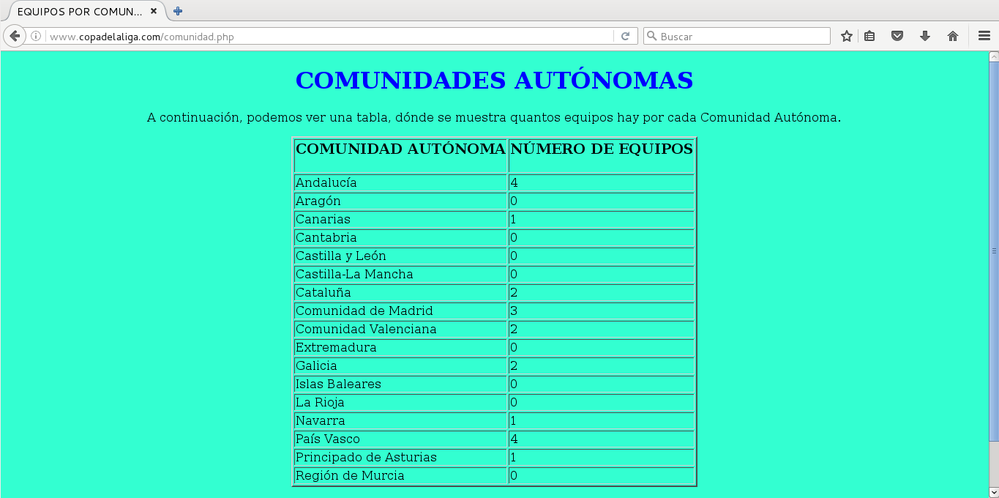 EQUIPOS POR COMUN...
www.copadelaliga.com/comunidad.php
Buscar
COMUNIDADES AUTÓNOMAS
A continuación, podemos ver una tabla, dónde se muestra quantos equipos hay por cada Comunidad Autónoma.
COMUNIDAD AUTÓNOMA NÚMERO DE EQUIPOS
Andalucía 4
Aragón 0
Canarias 1
Cantabria 0
Castilla y León 0
Castilla-La Mancha 0
Cataluña 2
Comunidad de Madrid 3
Comunidad Valenciana 2
Extremadura 0
Galicia 2
Islas Baleares 0
La Rioja 0
Navarra 1
País Vasco 4
Principado de Asturias 1
Región de Murcia 0